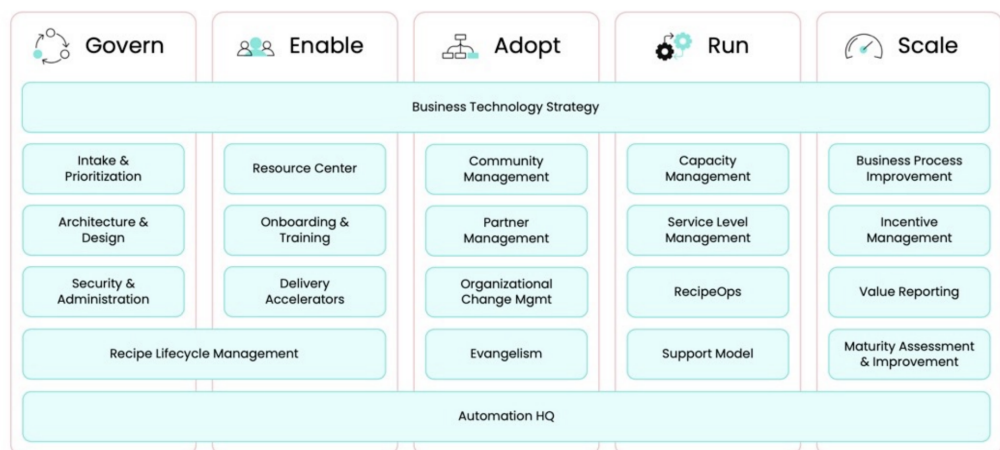 Govern
Enable
Adopt
Run
Scale
Business Technology Strategy
Intake &
Prioritization
Resource Center
Community
Management
Capacity
Management
Business Process
Improvement
Architecture &
Design
Onboarding &
Training
Partner
Management
Service Level
Management
Incentive
Management
Security &
Administration
Delivery
Accelerators
Organizational
Change Mgmt
RecipeOps
Value Reporting
Recipe Lifecycle Management
Evangelism
Support Model
Maturity Assessment
& Improvement
Automation HQ